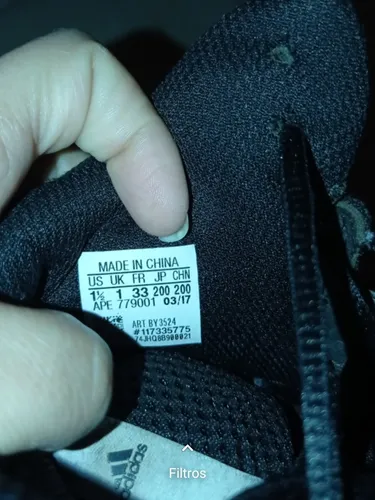 MADE IN CHINA
US UK FR JP CHN
1½ 1 33 200 200
APE 779001 03/17
ART. BY3524
#117335775
74JHQ8B900021
adidas
Filtros